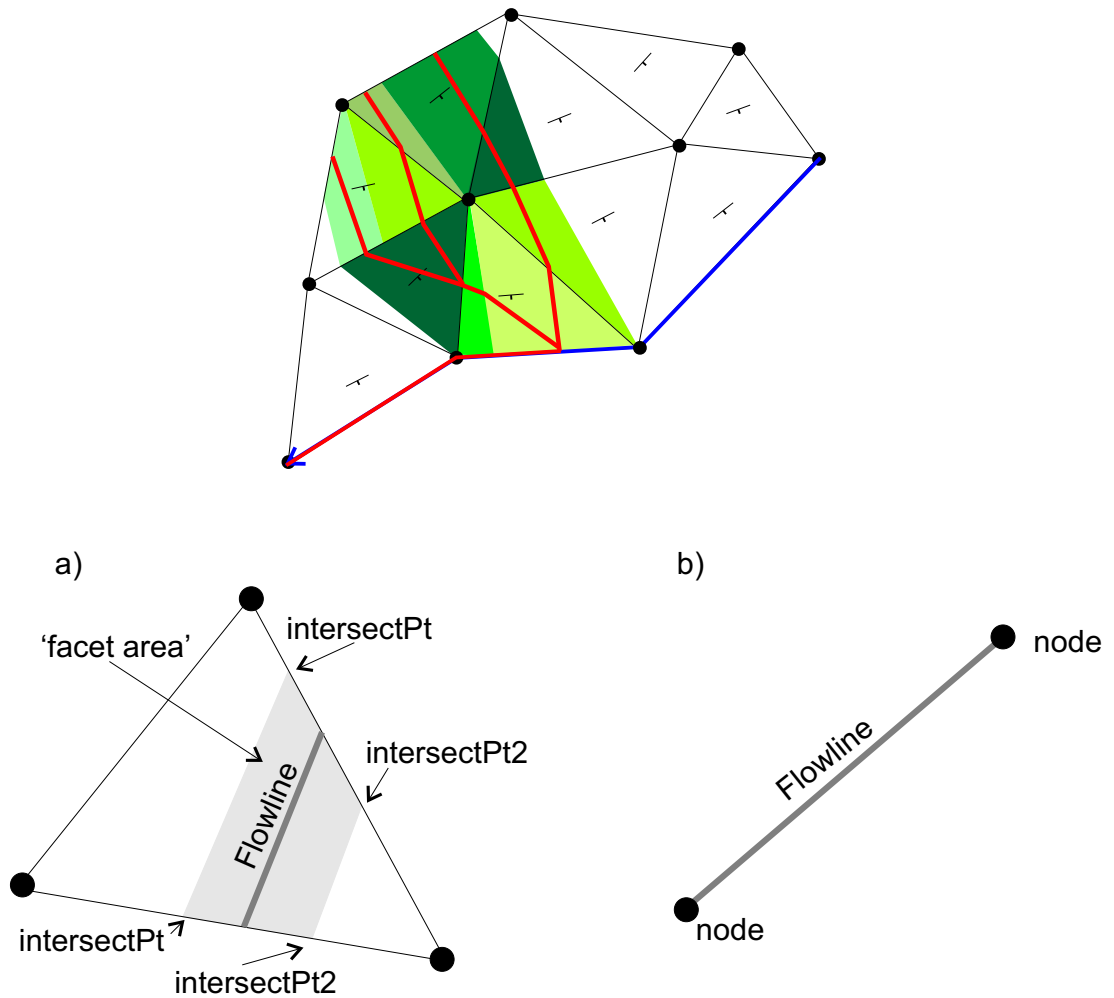 a)
b)
intersectPt
‘facet area’
node
intersectPt2
Flowline
Flowline
intersectPt
intersectPt2
node